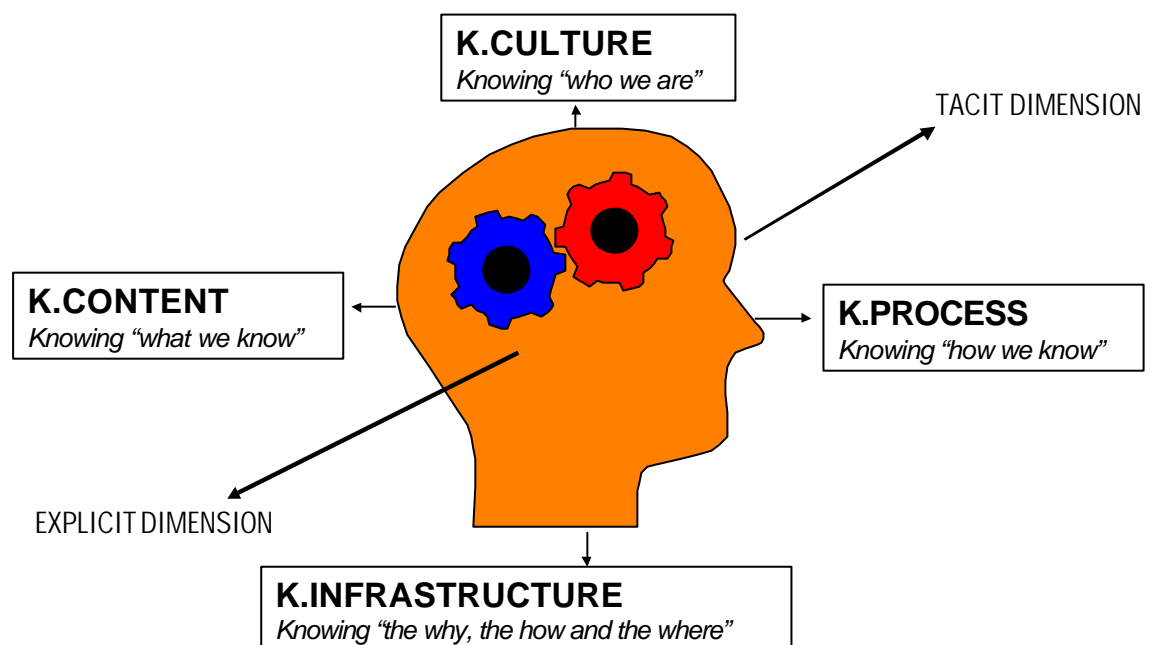 K.CULTURE
Knowing “who we are”
TACIT DIMENSION
K.CONTENT
Knowing “what we know”
K.PROCESS
Knowing “how we know”
EXPLICIT DIMENSION
K.INFRASTRUCTURE
Knowing “the why, the how and the where”